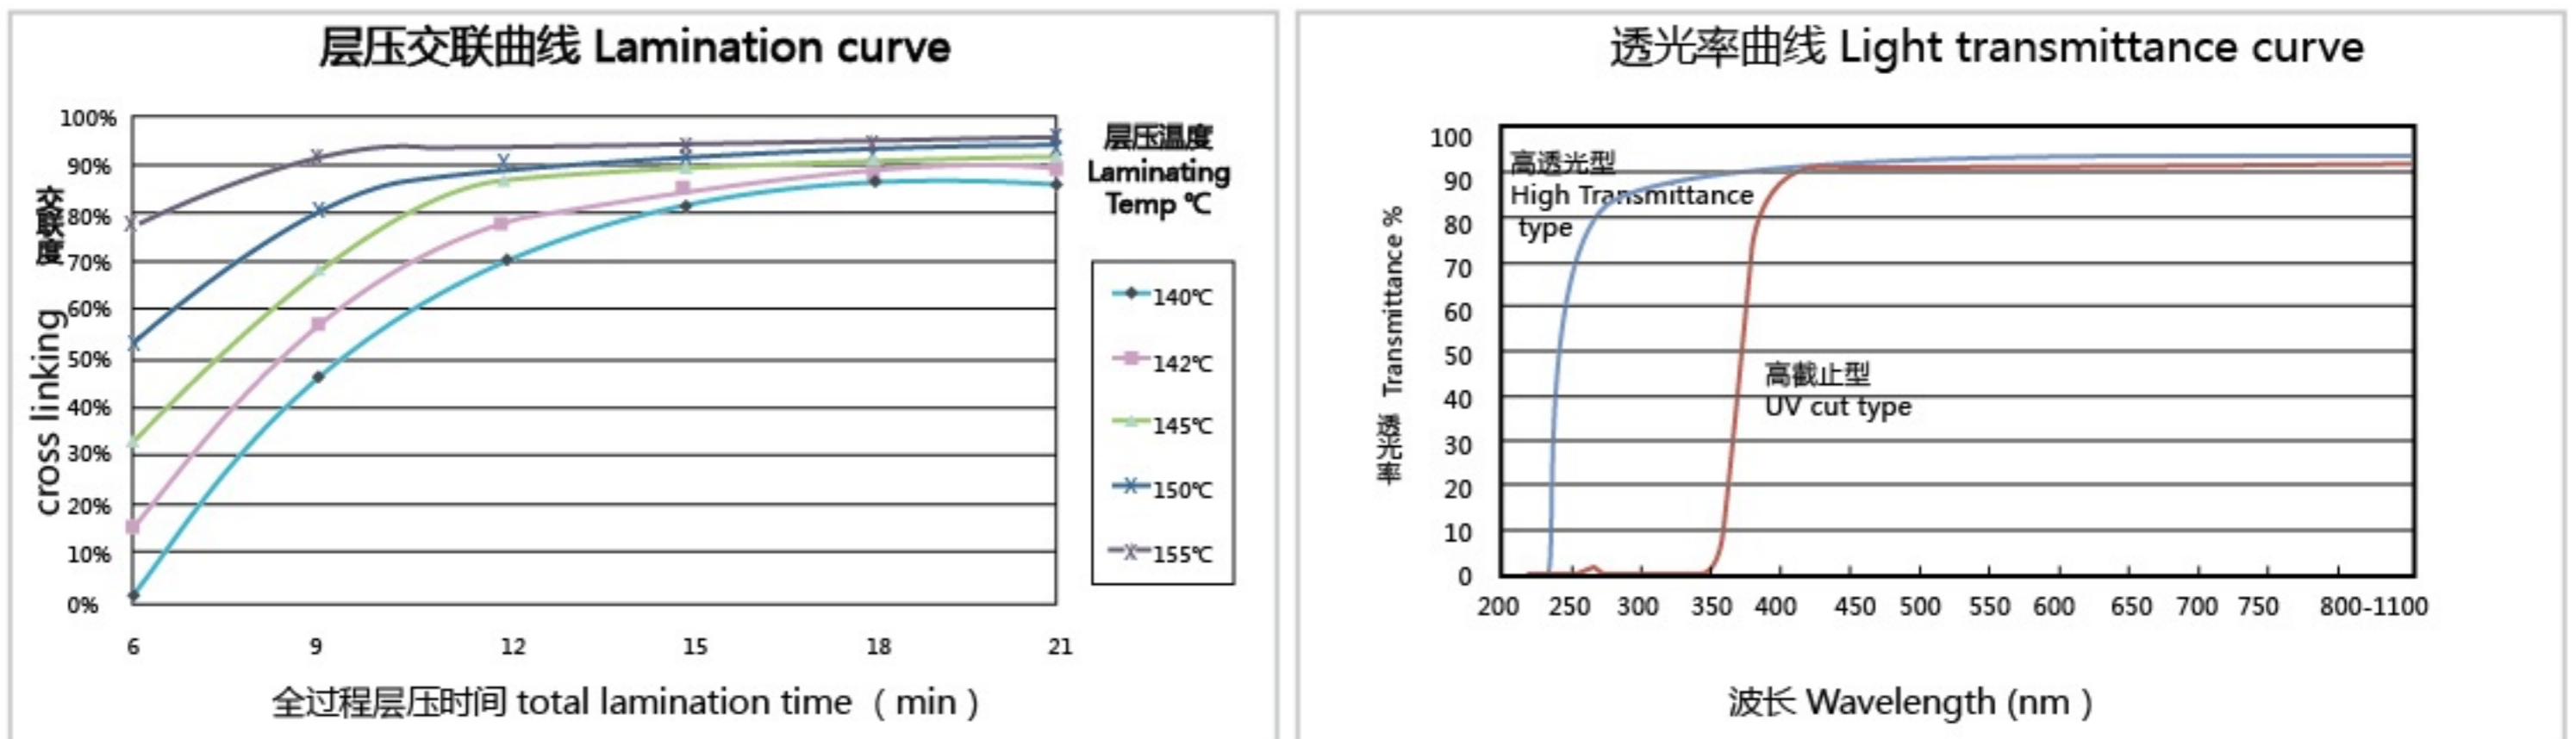 层压交联曲线 Lamination curve
100%
90%
80%
70%
60%
50%
40%
30%
20%
10%
0%
交联度 cross linking
6 9 12 15 18 21
全过程层压时间 total lamination time （ min ）
层压温度
Laminating
Temp ℃
140℃
142℃
145℃
150℃
155℃
透光率曲线 Light transmittance curve
100
90
80
70
60
50
40
30
20
10
0
透光率 Transmittance %
高透光型
High Transmittance
type
高截止型
UV cut type
200 250 300 350 400 450 500 550 600 650 700 750 800-1100
波长 Wavelength (nm )